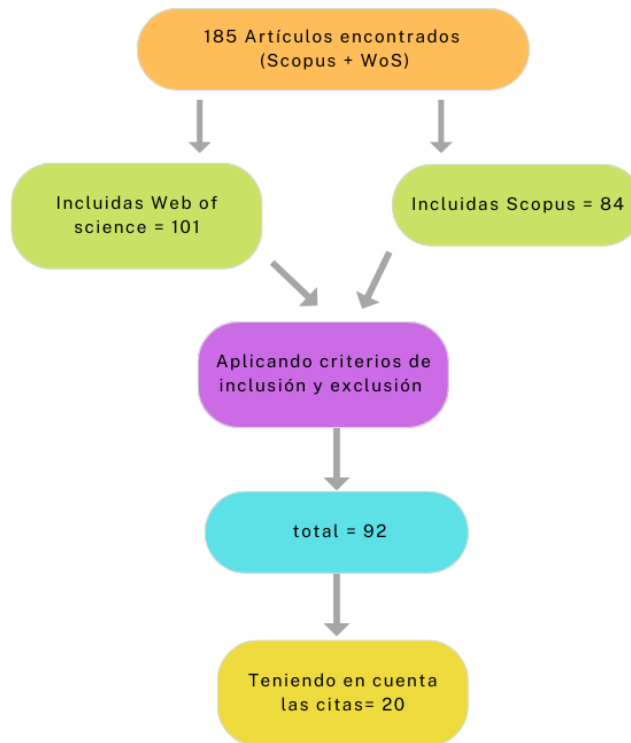 185 Artículos encontrados
(Scopus + WoS)
Incluidas Web of
science = 101
Incluidas Scopus = 84
Aplicando criterios de
inclusión y exclusión
total = 92
Teniendo en cuenta
las citas= 20